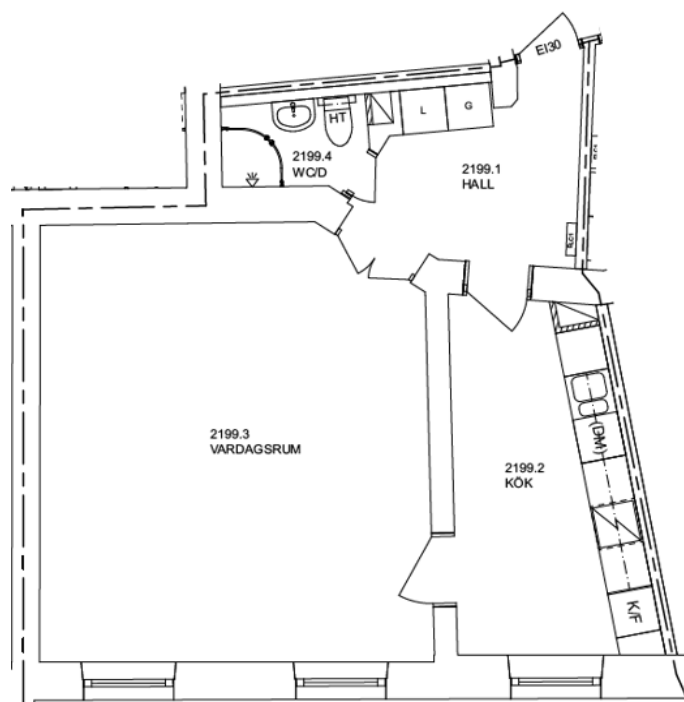 EI30
HT
L
G
2199.4
WC/D
2199.1
HALL
2199.3
VARDAGSRUM
2199.2
KÖK
(DM)
K/F